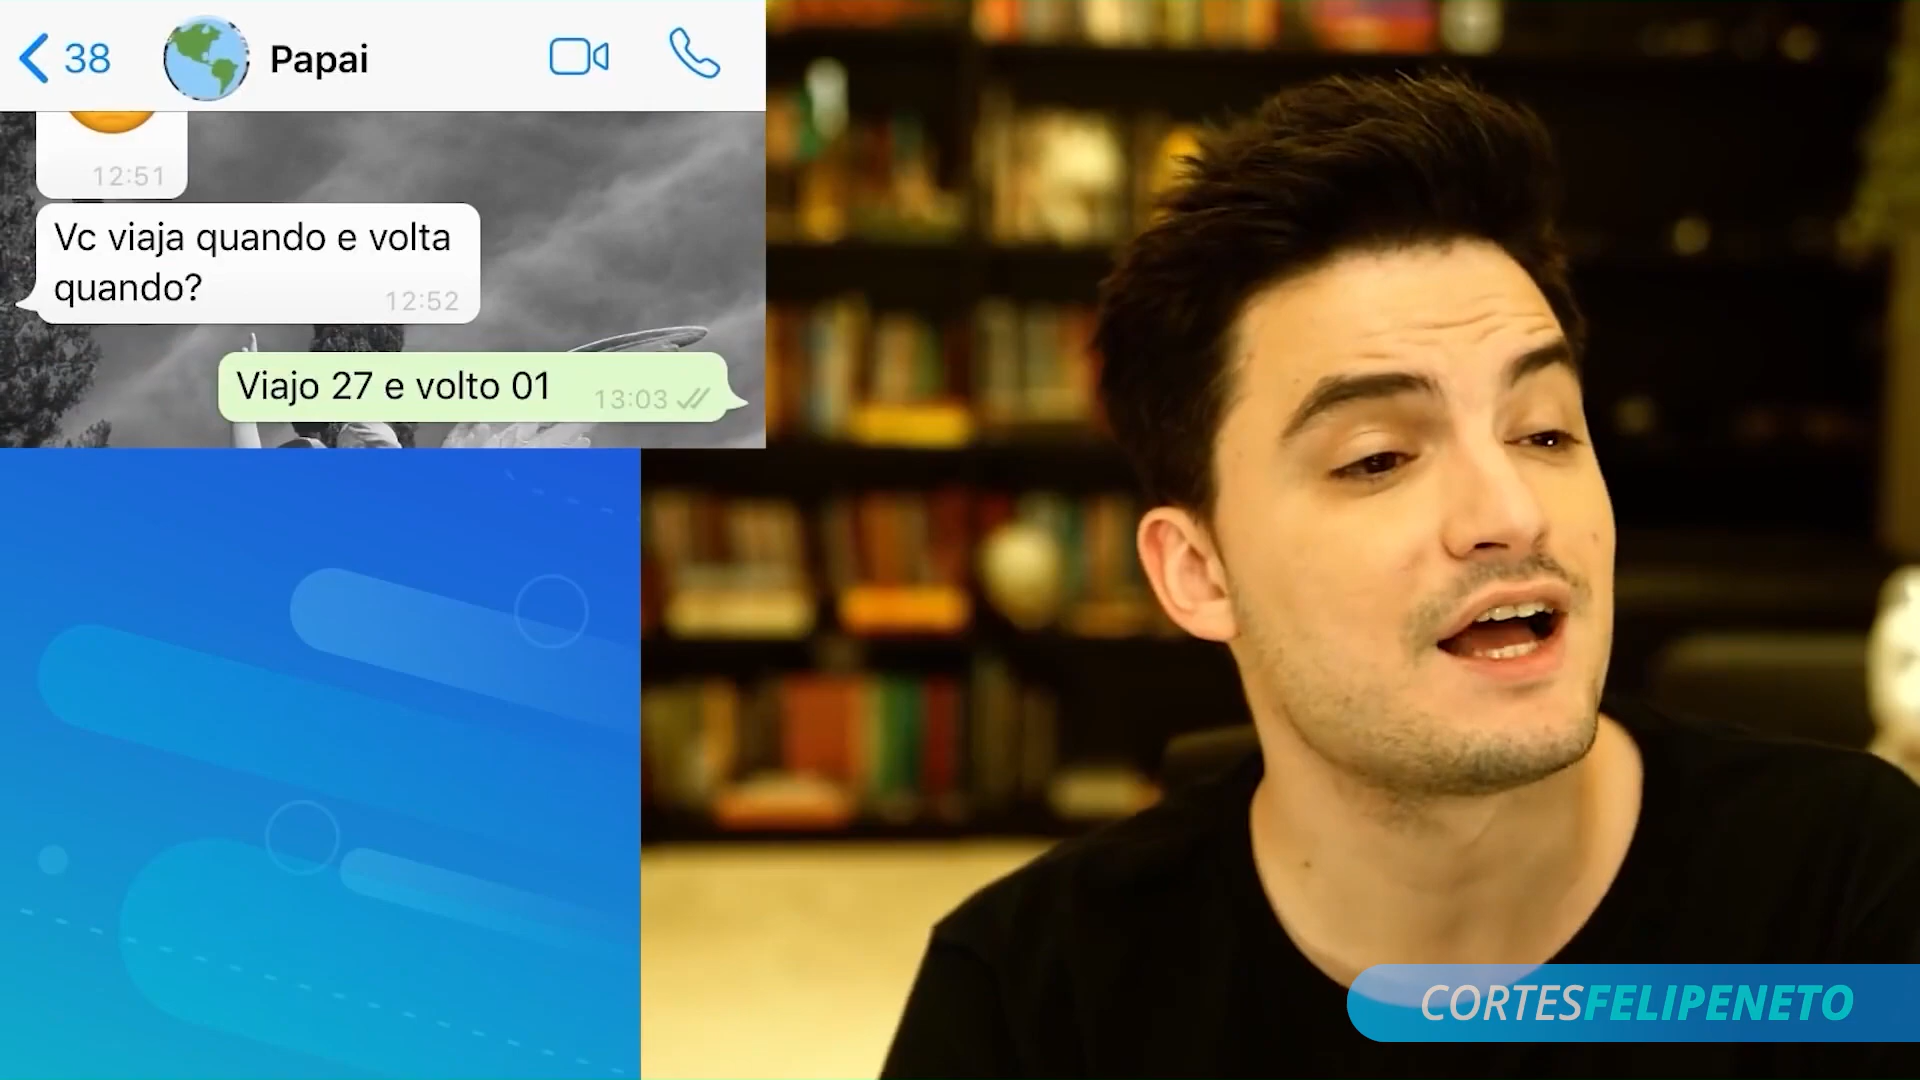 38
Papai
12:51
Vc viaja quando e volta
quando?
12:52
Viajo 27 e volto 01
13:03
CORTESFELIPENETO